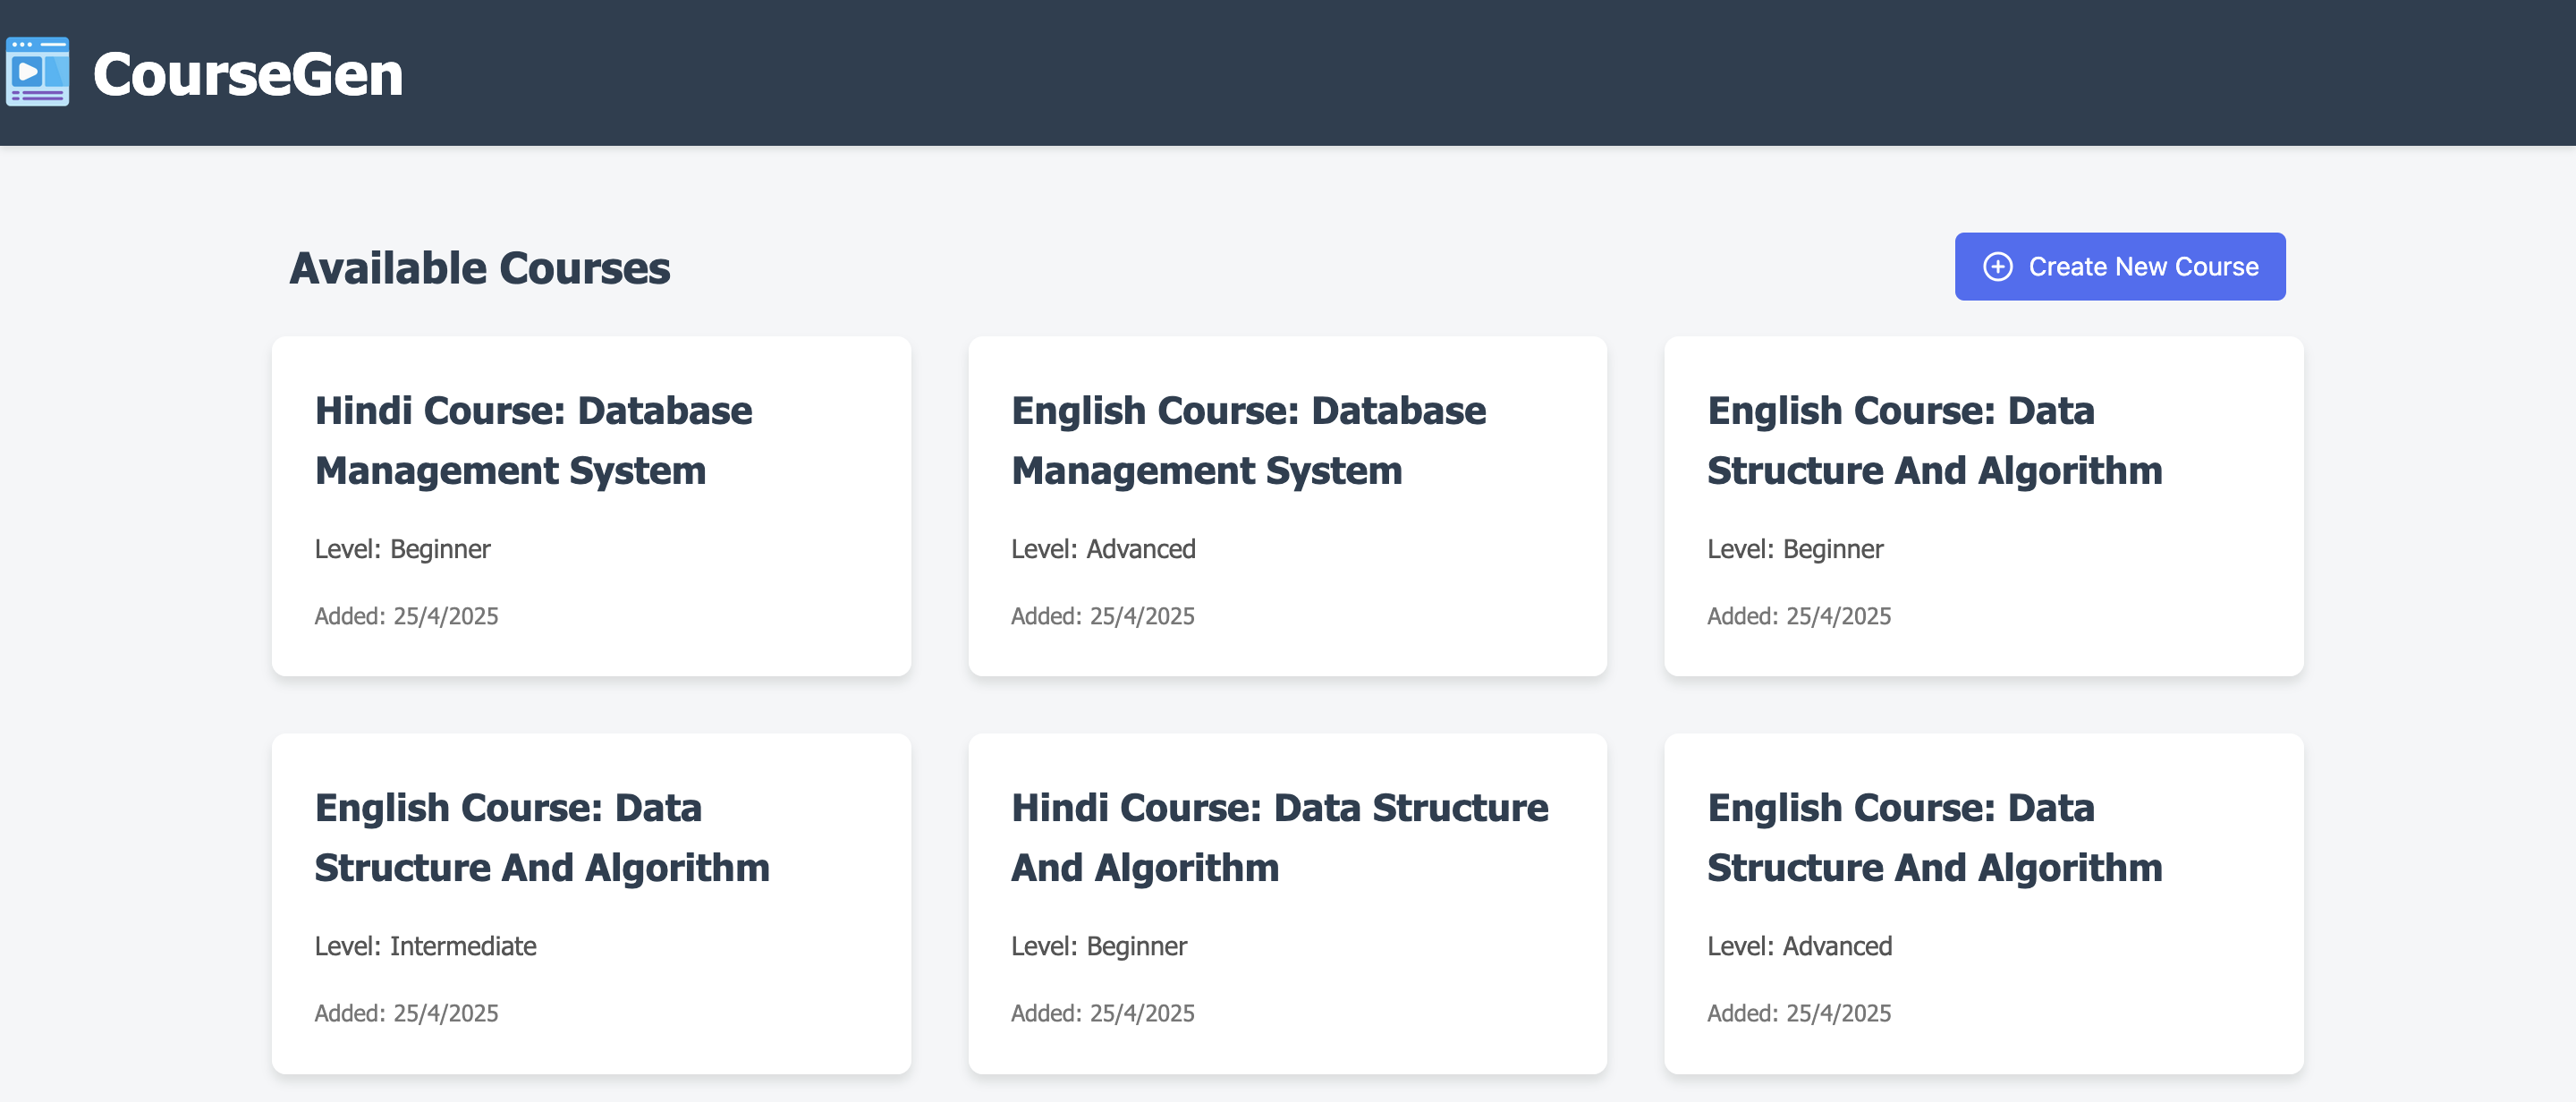 CourseGen
Available Courses
Create New Course
Hindi Course: Database
Management System
Level: Beginner
Added: 25/4/2025
English Course: Database
Management System
Level: Advanced
Added: 25/4/2025
English Course: Data
Structure And Algorithm
Level: Beginner
Added: 25/4/2025
English Course: Data
Structure And Algorithm
Level: Intermediate
Added: 25/4/2025
Hindi Course: Data Structure
And Algorithm
Level: Beginner
Added: 25/4/2025
English Course: Data
Structure And Algorithm
Level: Advanced
Added: 25/4/2025